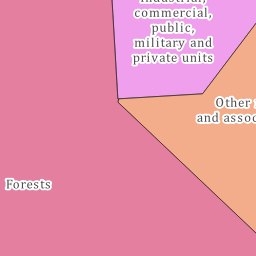 industrial,
commercial,
public,
military and
private units
Other
and assoc
Forests